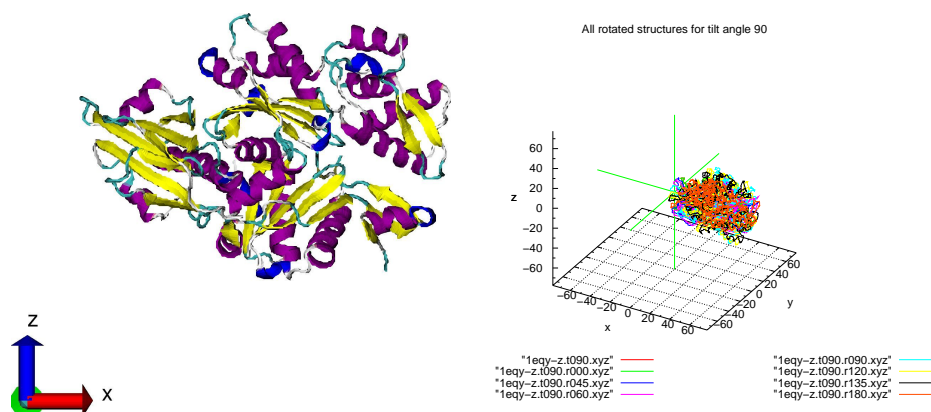 All rotated structures for tilt angle 90
60
40
20
z
0
−20
−40
−60
−60
−40
−20
0
20
40
60
x
−60
−40
−20
0
20
40
60
y
Z
X
"1eqy−z.t090.xyz"
"1eqy−z.t090.r000.xyz"
"1eqy−z.t090.r045.xyz"
"1eqy−z.t090.r060.xyz"
"1eqy−z.t090.r090.xyz"
"1eqy−z.t090.r120.xyz"
"1eqy−z.t090.r135.xyz"
"1eqy−z.t090.r180.xyz"